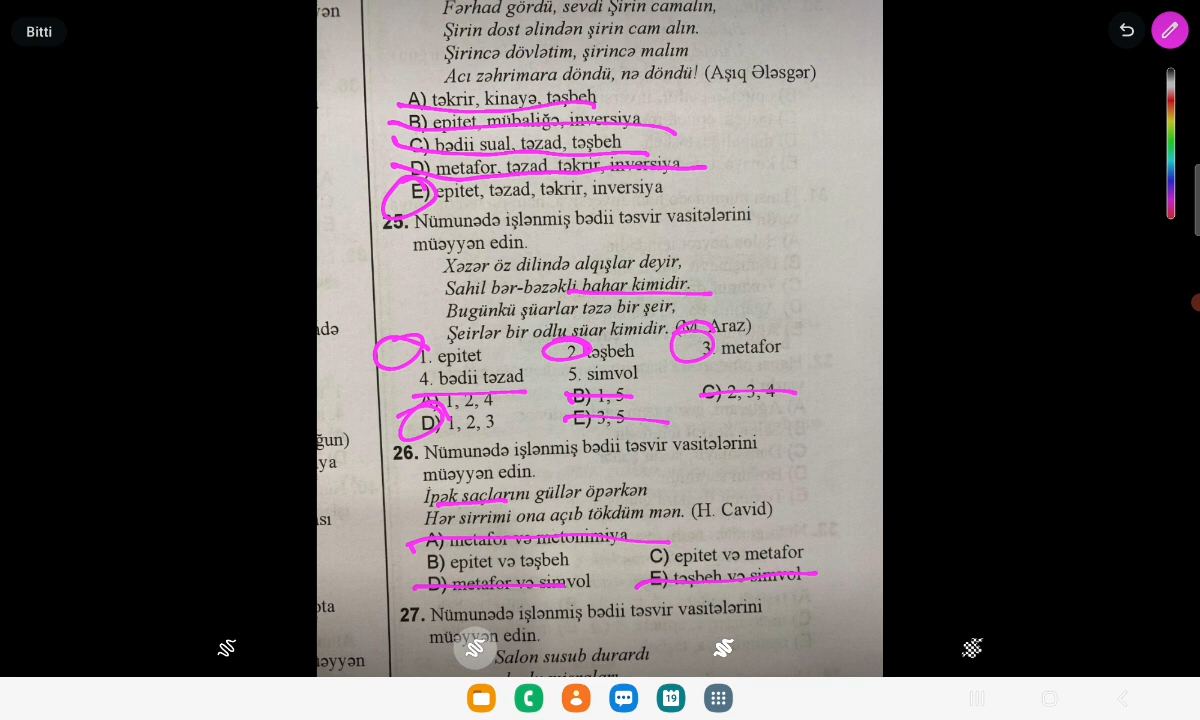 Bitti
Fərhad gördü, sevdi Şirin camalın,
Şirin dost əlindən şirin cam alın.
Şirincə dövlətim, şirincə malım
Acı zəhrimara döndü, nə döndü! (Aşıq Ələsgər)
A) təkrir, kinayə, təşbeh
B) epitet, mübaliğə, inversiya
C) bədii sual, təzad, təşbeh
D) metafor, təzad, təkrir, inversiya
E) epitet, təzad, təkrir, inversiya
25. Nümunədə işlənmiş bədii təsvir vasitələrini
müəyyən edin.
Xəzər öz dilində alqışlar deyir,
Sahil bər-bəzəkli bahar kimidir.
Bugünkü şüarlar təzə bir şeir,
Şeirlər bir odlu şüar kimidir. (M. Araz)
1. epitet 2. təşbeh 3. metafor
4. bədii təzad 5. simvol
A) 1, 2, 4 B) 1, 5 C) 2, 3, 4
D) 1, 2, 3 E) 3, 5
26. Nümunədə işlənmiş bədii təsvir vasitələrini
müəyyən edin.
İpək saçlarını güllər öpərkən
Hər sirrimi ona açıb tökdüm mən. (H. Cavid)
A) metafor və metonimiya
B) epitet və təşbeh C) epitet və metafor
D) metafor və simvol E) təşbeh və simvol
27. Nümunədə işlənmiş bədii təsvir vasitələrini
müəyyən edin.
Salon susub durardı
19